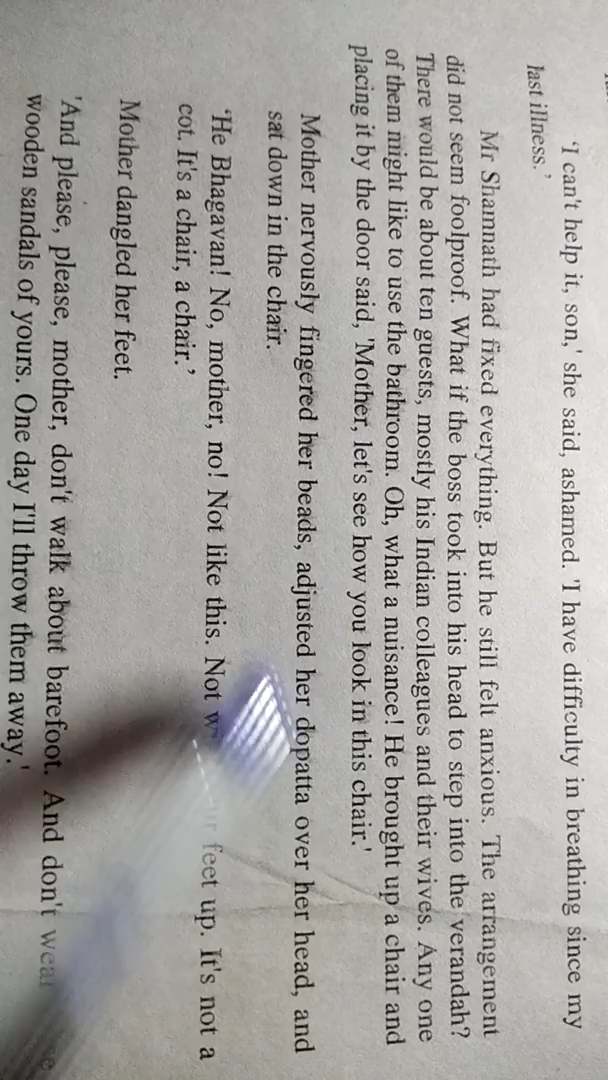 'I can't help it, son,' she said, ashamed. 'I have difficulty in breathing since my
last illness.'
Mr Shamnath had fixed everything. But he still felt anxious. The arrangement
did not seem foolproof. What if the boss took into his head to step into the verandah?
There would be about ten guests, mostly his Indian colleagues and their wives. Any one
of them might like to use the bathroom. Oh, what a nuisance! He brought up a chair and
placing it by the door said, 'Mother, let's see how you look in this chair.'
Mother nervously fingered her beads, adjusted her dopatta over her head, and
sat down in the chair.
'He Bhagavan! No, mother, no! Not like this. Not feet up. It's not a
cot. It's a chair, a chair.'
Mother dangled her feet.
'And please, please, mother, don't walk about barefoot. And don't wear
wooden sandals of yours. One day I'll throw them away.'